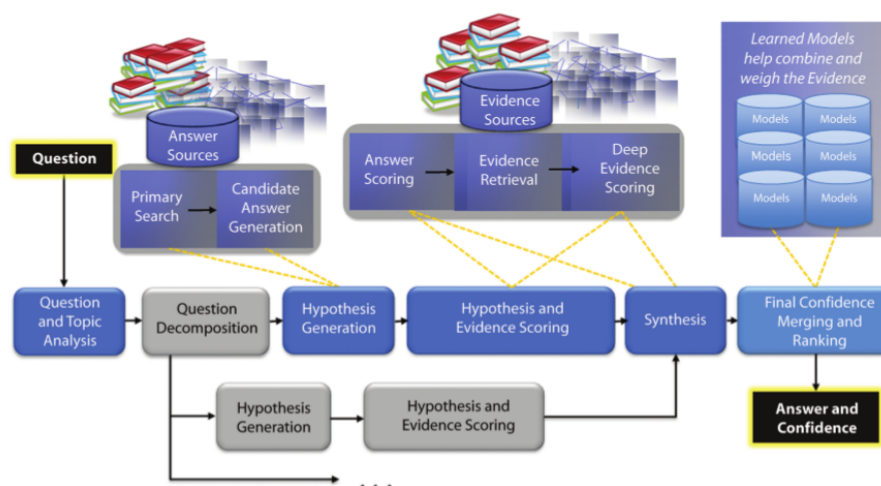 Learned Models
help combine and
weigh the Evidence
Models
Models
Models
Models
Models
Models
Answer
Sources
Evidence
Sources
Question
Primary
Search
Candidate
Answer
Generation
Answer
Scoring
Evidence
Retrieval
Deep
Evidence
Scoring
Question
and Topic
Analysis
Question
Decomposition
Hypothesis
Generation
Hypothesis and
Evidence Scoring
Synthesis
Final Confidence
Merging and
Ranking
Hypothesis
Generation
Hypothesis and
Evidence Scoring
Answer and
Confidence
. . .